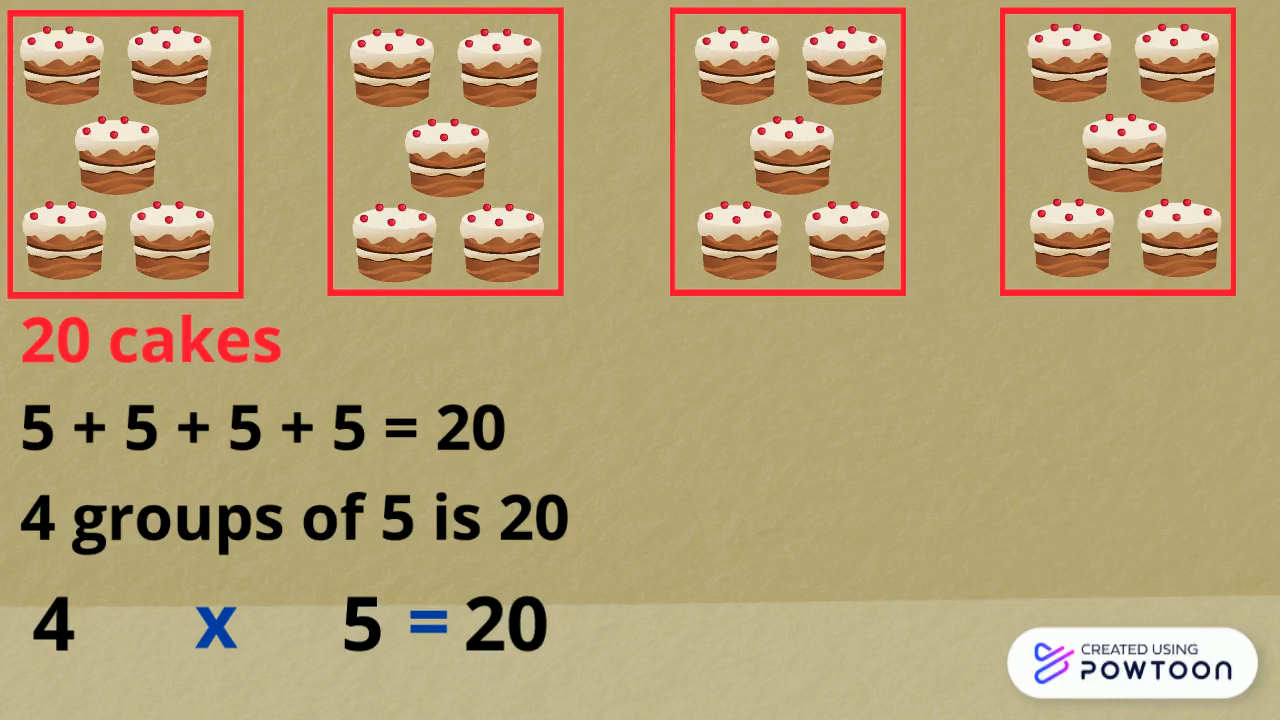 20 cakes
5 + 5 + 5 + 5 = 20
4 groups of 5 is 20
4 x 5 = 20
CREATED USING
POWTOON